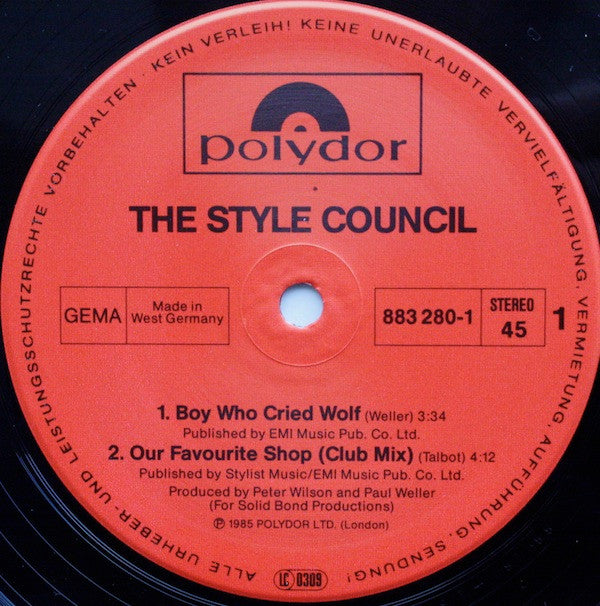 ALLE URHEBER- UND LEISTUNGSSCHUTZRECHTE VORBEHALTEN · KEIN VERLEIH! KEINE UNERLAUBTE VERVIELFÄLTIGUNG, VERMIETUNG, AUFFÜHRUNG, SENDUNG!
polydor
THE STYLE COUNCIL
GEMA
Made in
West Germany
883 280-1
STEREO
45
1
1. Boy Who Cried Wolf (Weller) 3:34
Published by EMI Music Pub. Co. Ltd.
2. Our Favourite Shop (Club Mix) (Talbot) 4:12
Published by Stylist Music/EMI Music Pub. Co. Ltd.
Produced by Peter Wilson and Paul Weller
(For Solid Bond Productions)
℗ 1985 POLYDOR LTD. (London)
LC 0309